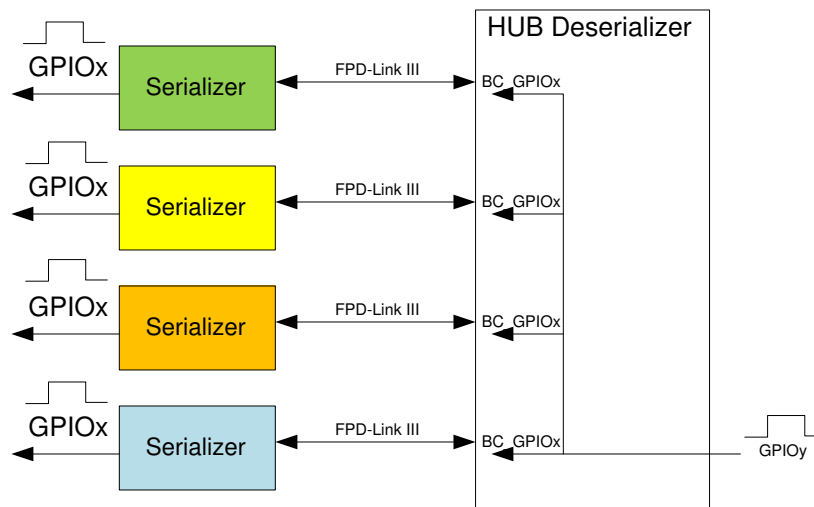 HUB Deserializer
GPIOx
Serializer
FPD-Link III
BC_GPIOx
GPIOx
Serializer
FPD-Link III
BC_GPIOx
GPIOx
Serializer
FPD-Link III
BC_GPIOx
GPIOx
Serializer
FPD-Link III
BC_GPIOx
GPIOy